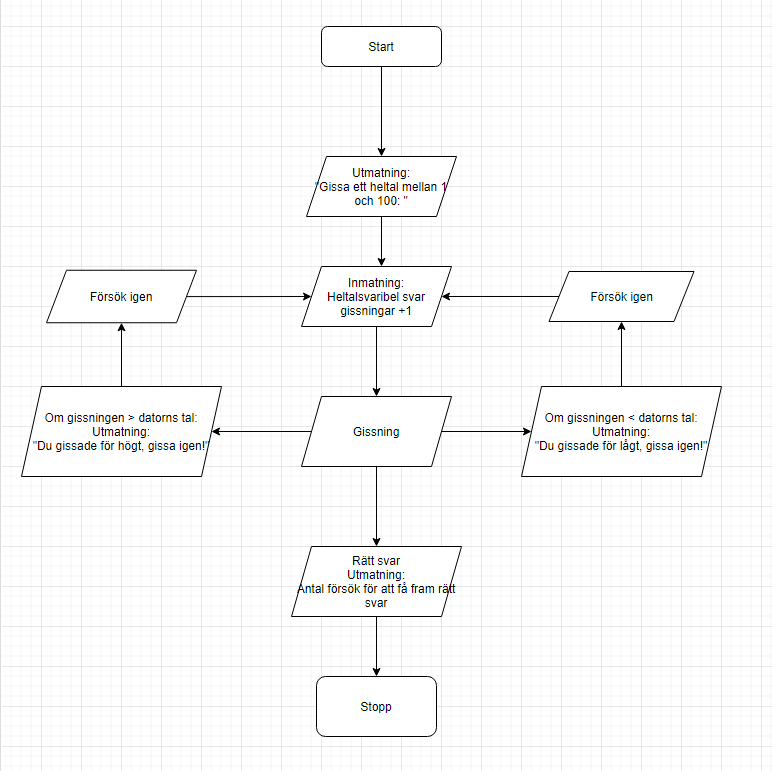 Start
Utmatning:
"Gissa ett heltal mellan 1
och 100: "
Försök igen
Inmatning:
Heltalsvaribel svar
gissningar +1
Försök igen
Om gissningen > datorns tal:
Utmatning:
"Du gissade för högt, gissa igen!"
Gissning
Om gissningen < datorns tal:
Utmatning:
"Du gissade för lågt, gissa igen!"
Rätt svar
Utmatning:
Antal försök för att få fram rätt
svar
Stopp